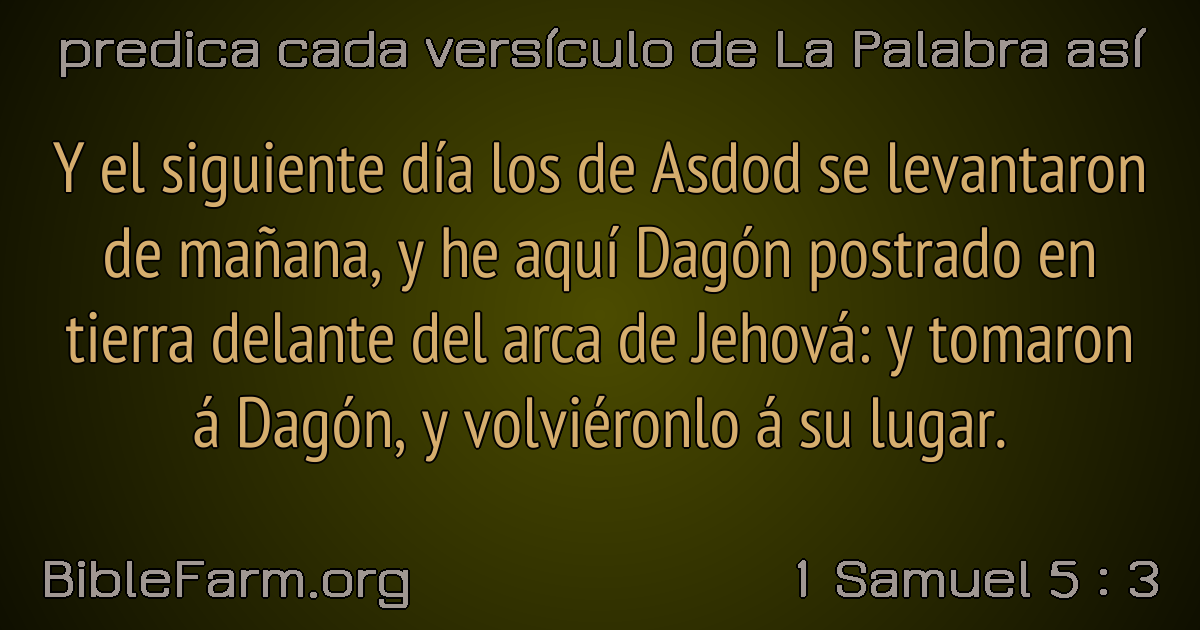 predica cada versículo de La Palabra así
Y el siguiente día los de Asdod se levantaron
de mañana, y he aquí Dagón postrado en
tierra delante del arca de Jehová: y tomaron
á Dagón, y volviéronlo á su lugar.
BibleFarm.org
1 Samuel 5 : 3